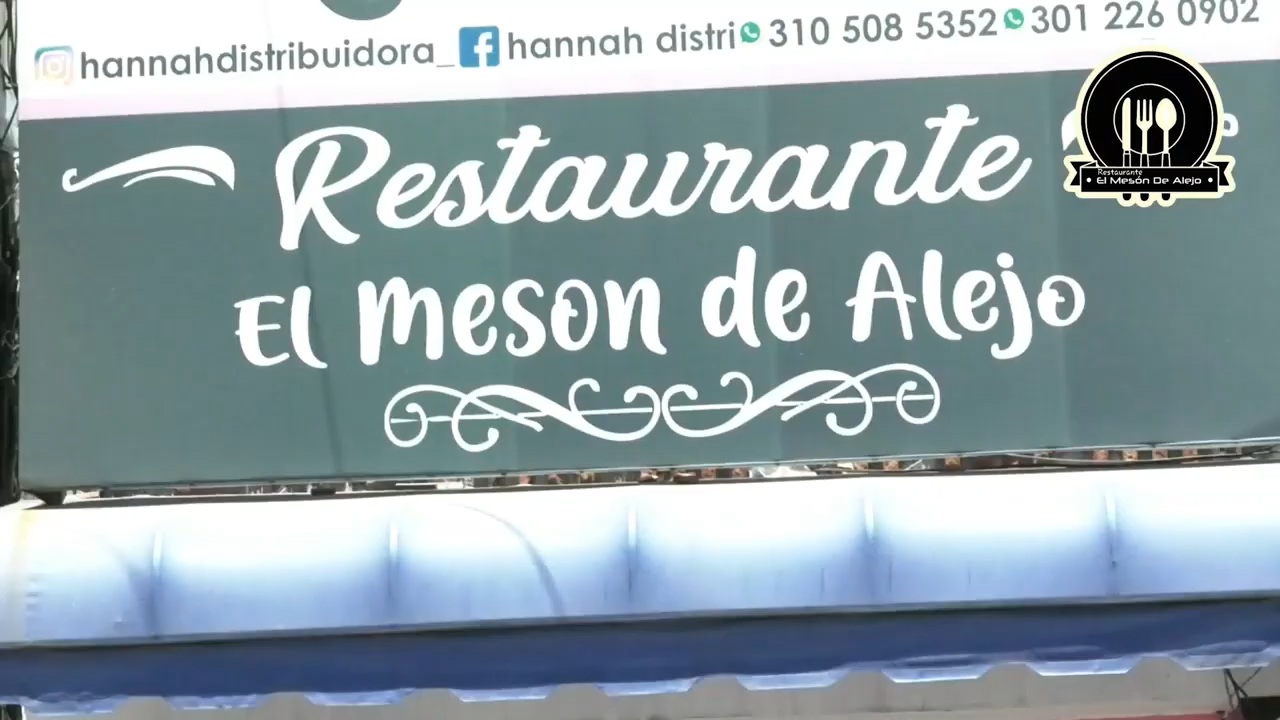 hannahdistribuidora_ hannah distri 310 508 5352 301 226 0902
Restaurante
El meson de Alejo
Restaurante
El Mesón De Alejo